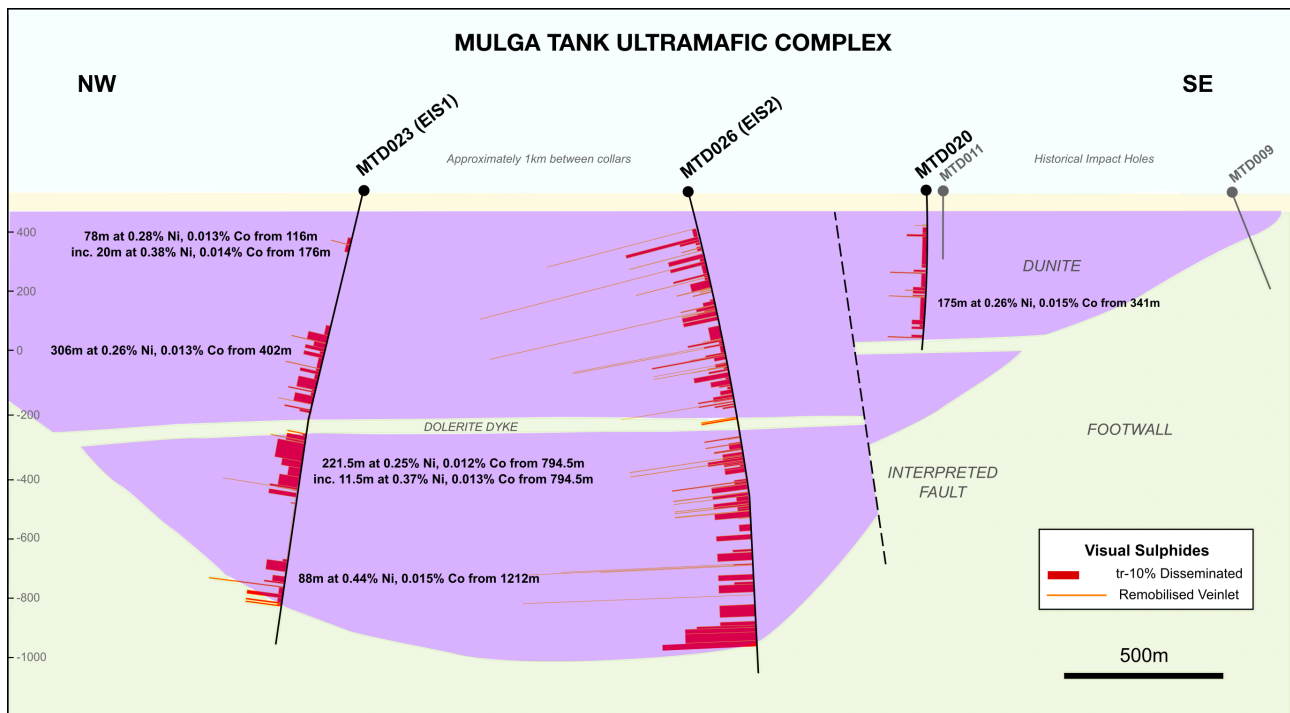 MULGA TANK ULTRAMAFIC COMPLEX
NW
SE
MTD023 (EIS1)
Approximately 1km between collars
MTD026 (EIS2)
MTD020
MTD011
Historical Impact Holes
MTD009
400
200
0
-200
-400
-600
-800
-1000
78m at 0.28% Ni, 0.013% Co from 116m
inc. 20m at 0.38% Ni, 0.014% Co from 176m
306m at 0.26% Ni, 0.013% Co from 402m
DUNITE
175m at 0.26% Ni, 0.015% Co from 341m
DOLERITE DYKE
FOOTWALL
221.5m at 0.25% Ni, 0.012% Co from 794.5m
inc. 11.5m at 0.37% Ni, 0.013% Co from 794.5m
INTERPRETED
FAULT
88m at 0.44% Ni, 0.015% Co from 1212m
Visual Sulphides
tr-10% Disseminated
Remobilised Veinlet
500m